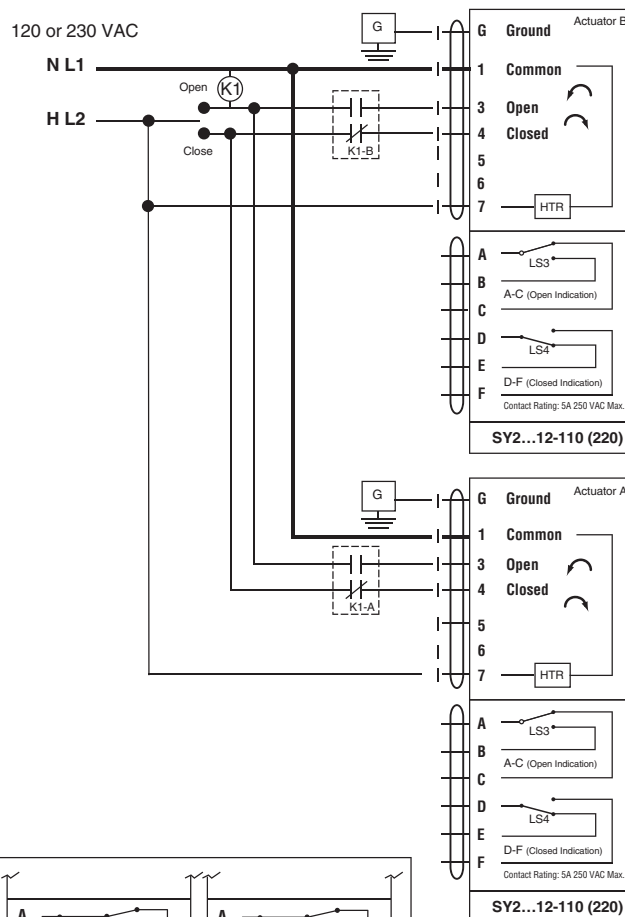 120 or 230 VAC
N L1
H L2
Open
K1
Close
K1-B
G
G Ground
Actuator B
1 Common
3 Open
4 Closed
5
6
7
HTR
A
LS3
B
A-C (Open Indication)
C
D
LS4
E
D-F (Closed Indication)
F
Contact Rating: 5A 250 VAC Max.
SY2…12-110 (220)
G
G Ground
Actuator A
1 Common
3 Open
4 Closed
K1-A
5
6
7
HTR
A
LS3
B
A-C (Open Indication)
C
D
LS4
E
D-F (Closed Indication)
F
Contact Rating: 5A 250 VAC Max.
SY2…12-110 (220)
A
A